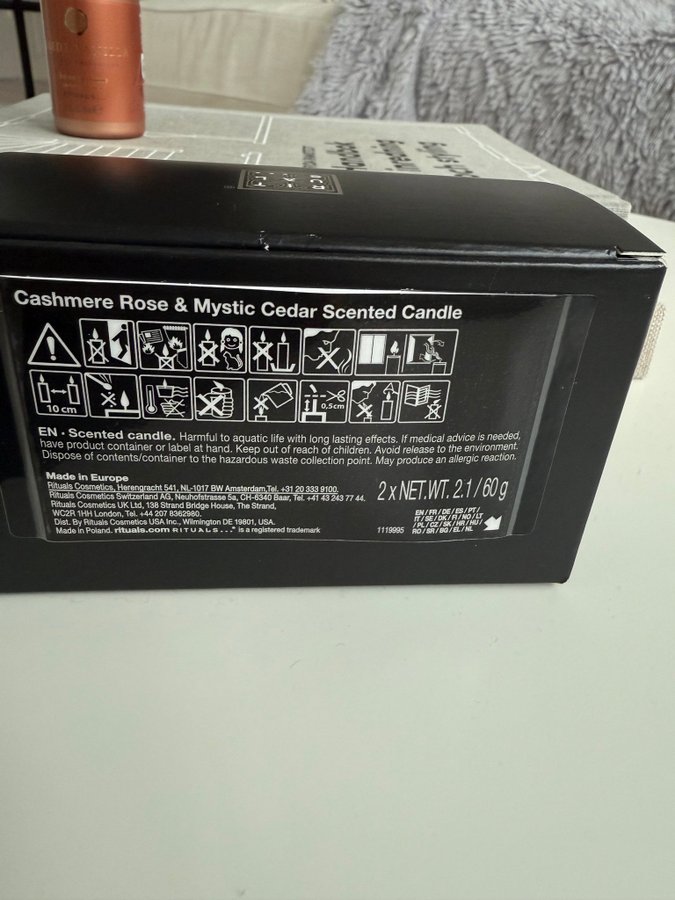 Cashmere Rose & Mystic Cedar Scented Candle
10 cm
0,5cm
EN • Scented candle. Harmful to aquatic life with long lasting effects. If medical advice is needed,
have product container or label at hand. Keep out of reach of children. Avoid release to the environment.
Dispose of contents/container to the hazardous waste collection point. May produce an allergic reaction.
Made in Europe
Rituals Cosmetics, Herengracht 541, NL-1017 BW Amsterdam,Tel. +31 20 333 9100.
Rituals Cosmetics Switzerland AG, Neuhofstrasse 5a, CH-6340 Baar, Tel. +41 43 243 77 44.
Rituals Cosmetics UK Ltd, 138 Strand Bridge House, The Strand,
WC2R 1HH London, Tel. +44 207 8362980.
Dist. By Rituals Cosmetics USA Inc., Wilmington DE 19801, USA.
Made in Poland. rituals.com RITUALS...® is a registered trademark
2 x NET.WT. 2.1 / 60 g
1119995
EN / FR / DE / ES / PT /
IT / SE / DK / FI / NO / LT
/ PL / CZ / SK / HR / HU /
RO / SR / BG / EL / NL